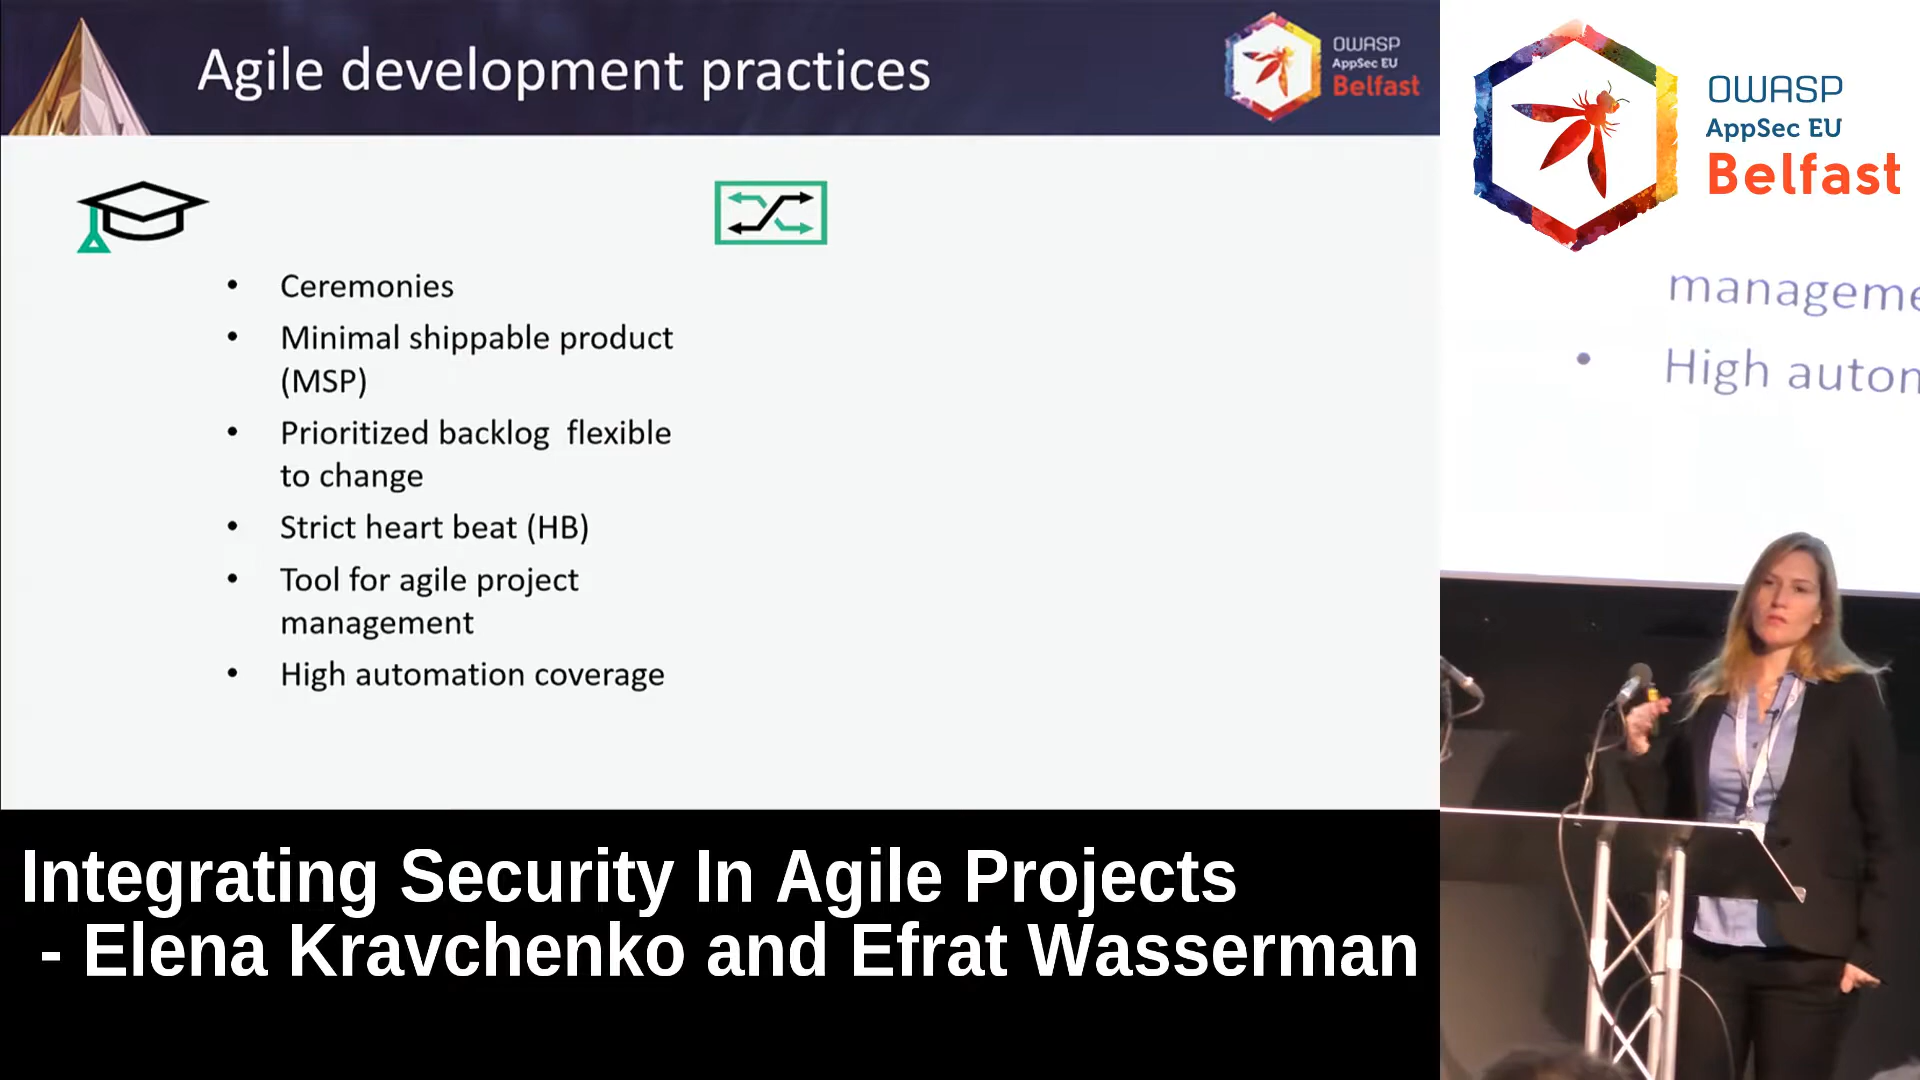 Agile development practices
OWASP
AppSec EU
Belfast
• Ceremonies
• Minimal shippable product
(MSP)
• Prioritized backlog flexible
to change
• Strict heart beat (HB)
• Tool for agile project
management
• High automation coverage
OWASP
AppSec EU
Belfast
manageme
• High autom
Integrating Security In Agile Projects
- Elena Kravchenko and Efrat Wasserman